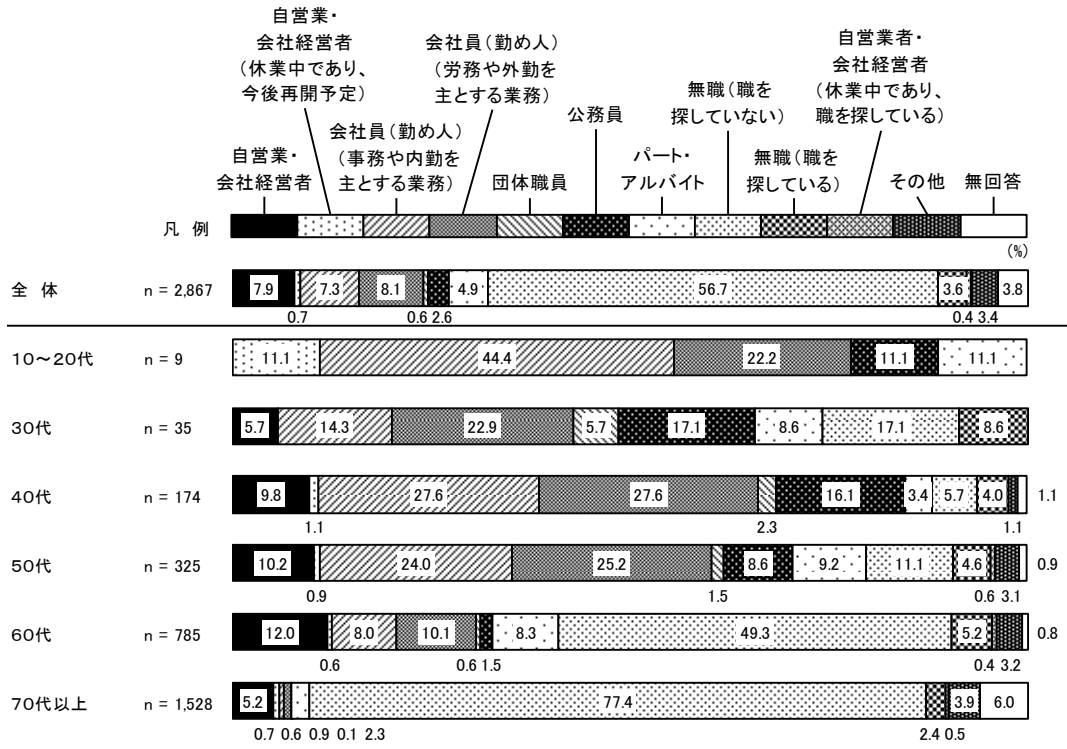 自営業・
会社経営者
(休業中であり、
今後再開予定)
会社員(勤め人)
(労務や外勤を
主とする業務)
自営業者・
会社経営者
(休業中であり、
職を探している)
無職(職を
探していない)
公務員
会社員(勤め人)
(事務や内勤を
主とする業務)
パート・
アルバイト
無職(職を
探している)
自営業・
会社経営者
団体職員
その他
無回答
凡 例
(%)
全 体 n = 2,867 7.9 7.3 8.1 4.9 56.7 3.6 3.8
0.7 0.6 2.6 0.4 3.4
10～20代 n = 9 11.1 44.4 22.2 11.1 11.1
30代 n = 35 5.7 14.3 22.9 5.7 17.1 8.6 17.1 8.6
40代 n = 174 9.8 27.6 27.6 16.1 3.4 5.7 4.0 1.1
1.1 2.3 1.1
50代 n = 325 10.2 24.0 25.2 8.6 9.2 11.1 4.6 0.9
0.9 1.5 0.6 3.1
60代 n = 785 12.0 8.0 10.1 8.3 49.3 5.2 0.8
0.6 0.6 1.5 0.4 3.2
70代以上 n = 1,528 5.2 77.4 3.9 6.0
0.7 0.6 0.9 0.1 2.3 2.4 0.5